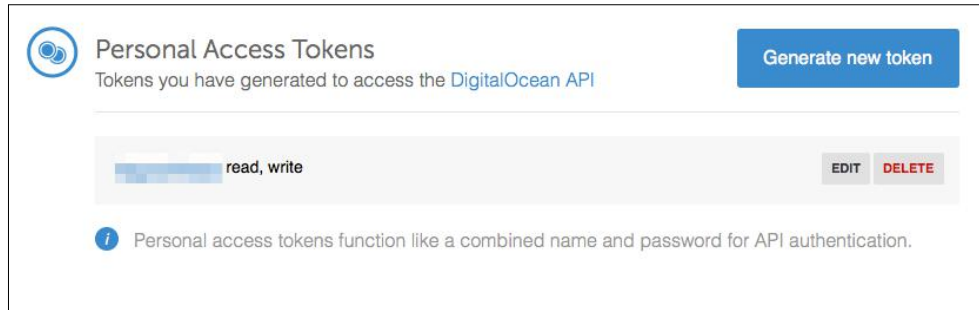 Personal Access Tokens
Generate new token
Tokens you have generated to access the DigitalOcean API
read, write
EDIT DELETE
i Personal access tokens function like a combined name and password for API authentication.